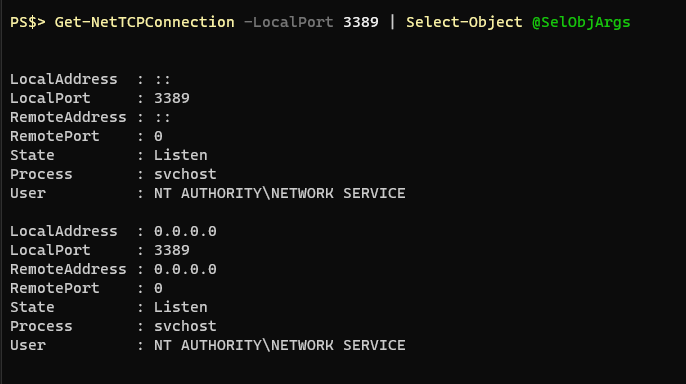 PS$> Get-NetTCPConnection -LocalPort 3389 | Select-Object @SelObjArgs
LocalAddress  : ::
LocalPort     : 3389
RemoteAddress : ::
RemotePort    : 0
State         : Listen
Process       : svchost
User          : NT AUTHORITY\NETWORK SERVICE
LocalAddress  : 0.0.0.0
LocalPort     : 3389
RemoteAddress : 0.0.0.0
RemotePort    : 0
State         : Listen
Process       : svchost
User          : NT AUTHORITY\NETWORK SERVICE